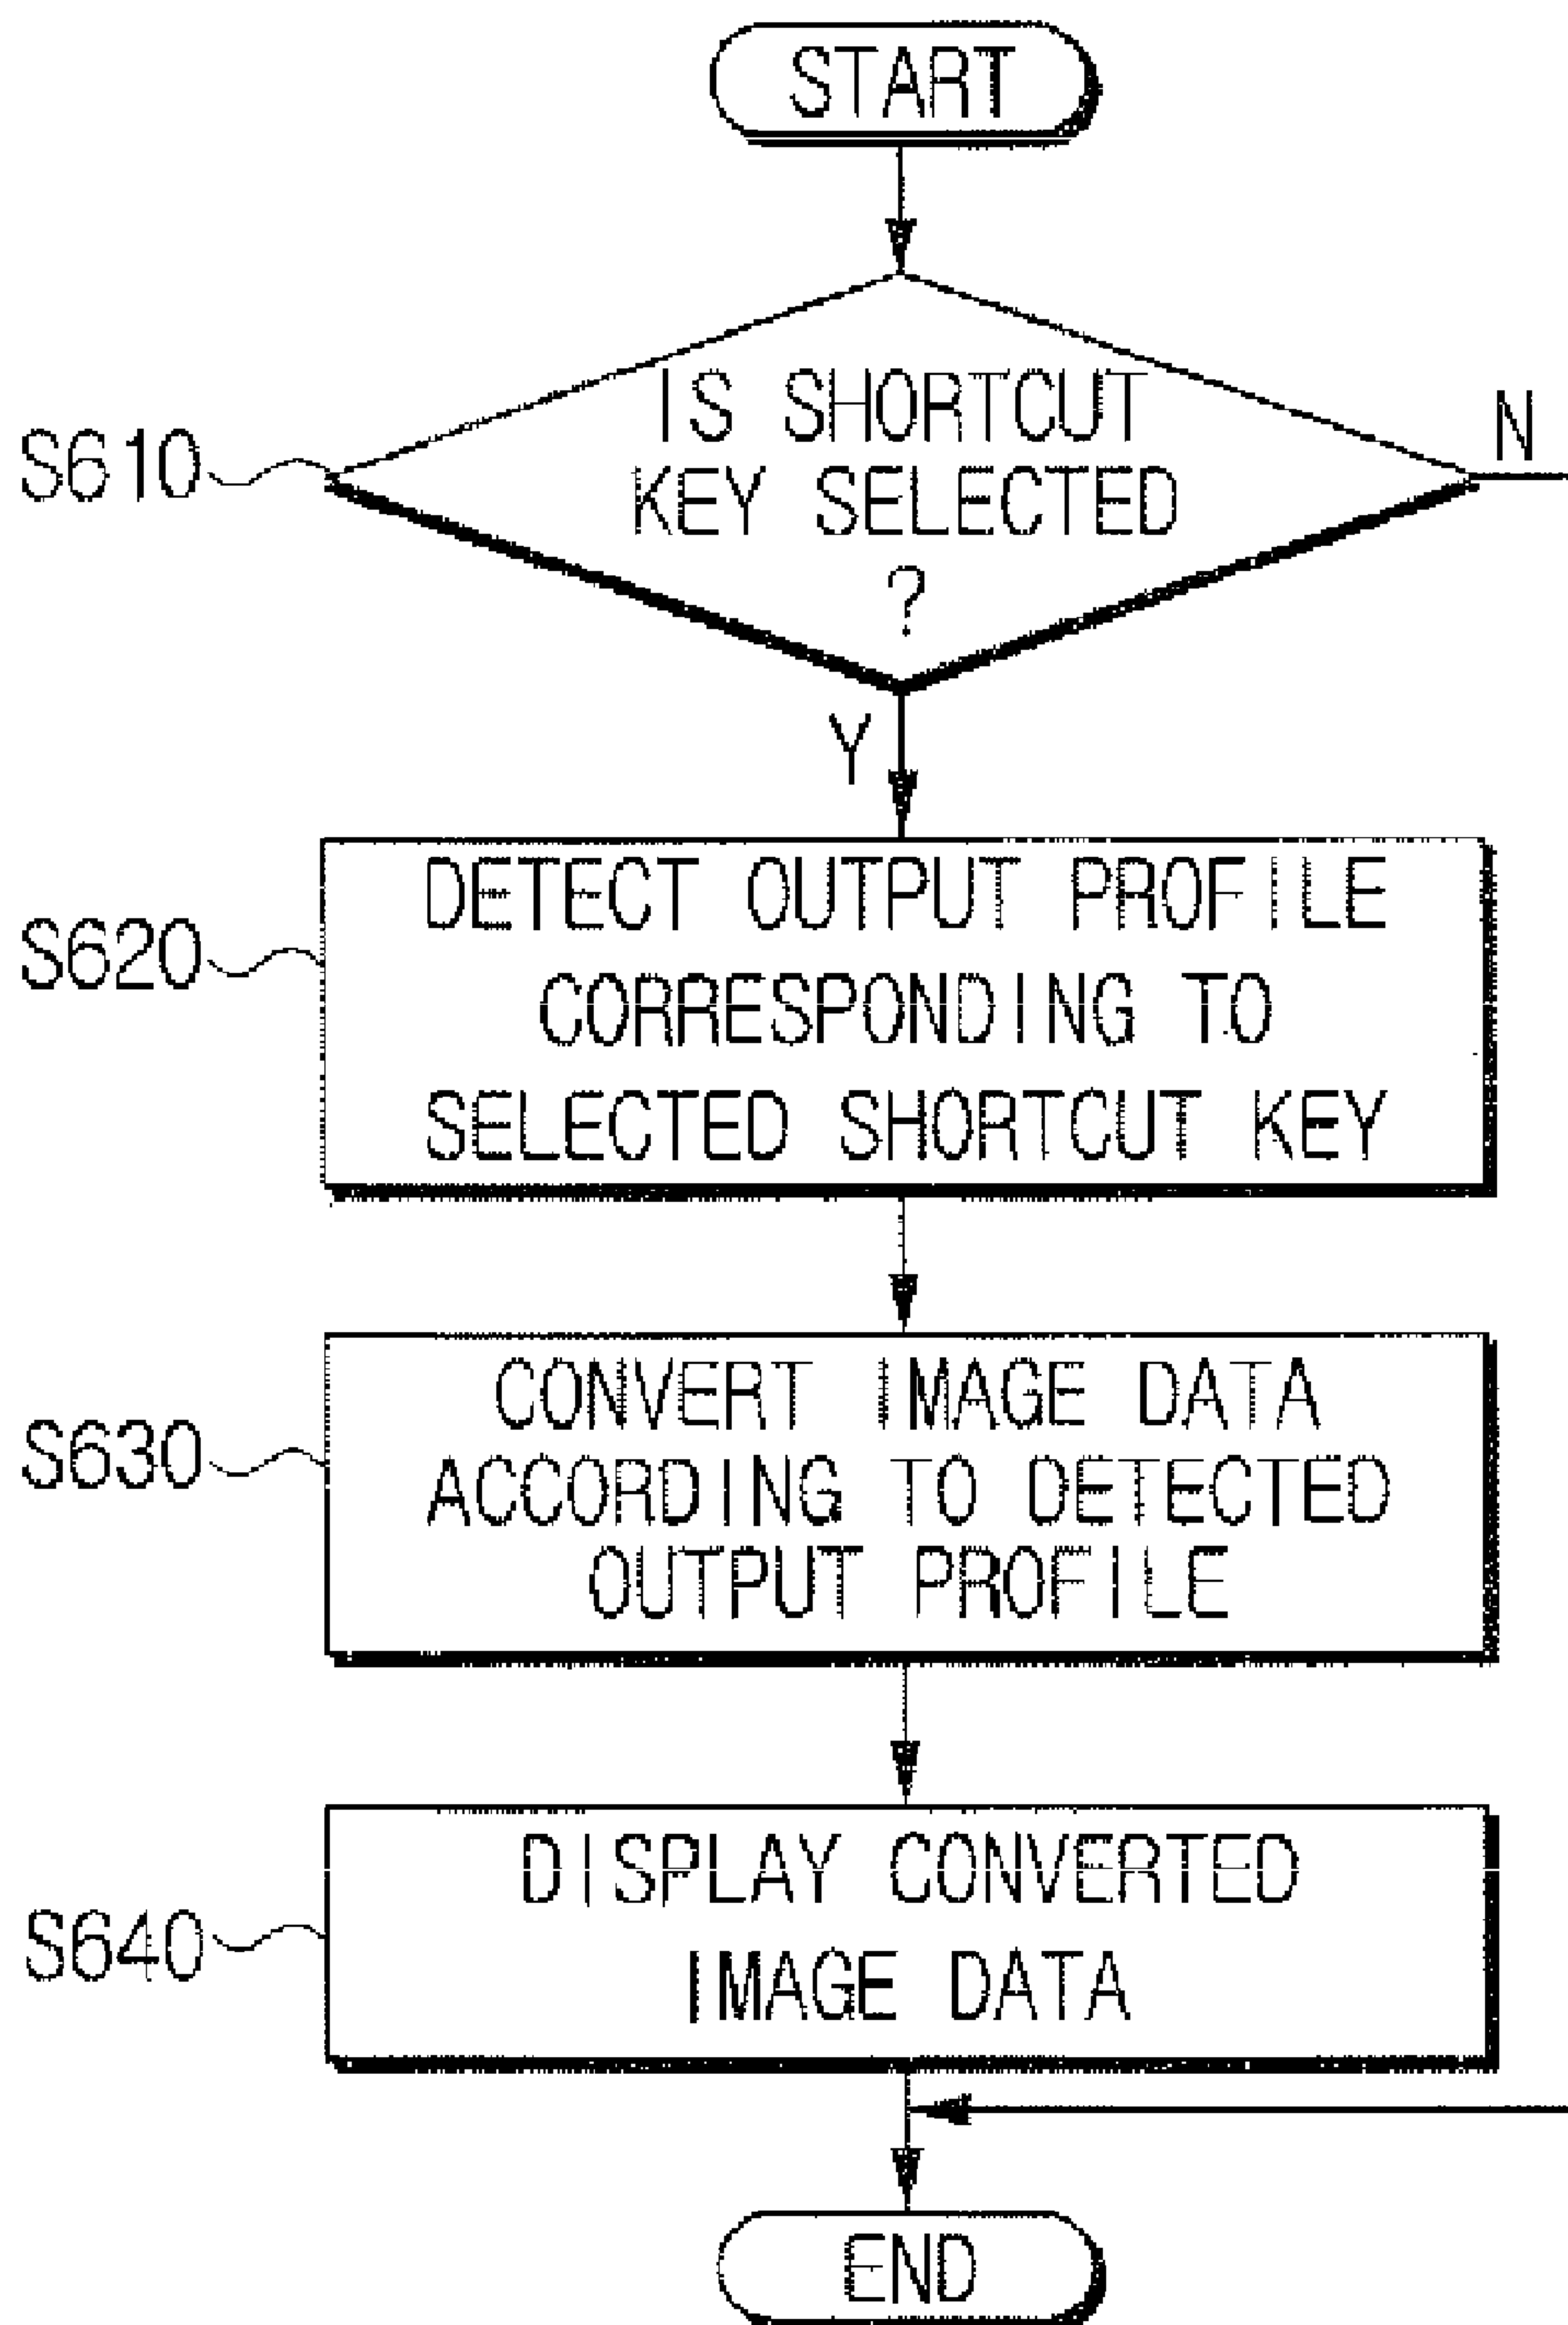 START
IS SHORTCUT
KEY SELECTED
?
N
S610
Y
DETECT OUTPUT PROFILE
CORRESPONDING TO
SELECTED SHORTCUT KEY
S620
CONVERT IMAGE DATA
ACCORDING TO DETECTED
OUTPUT PROFILE
S630
DISPLAY CONVERTED
IMAGE DATA
S640
END